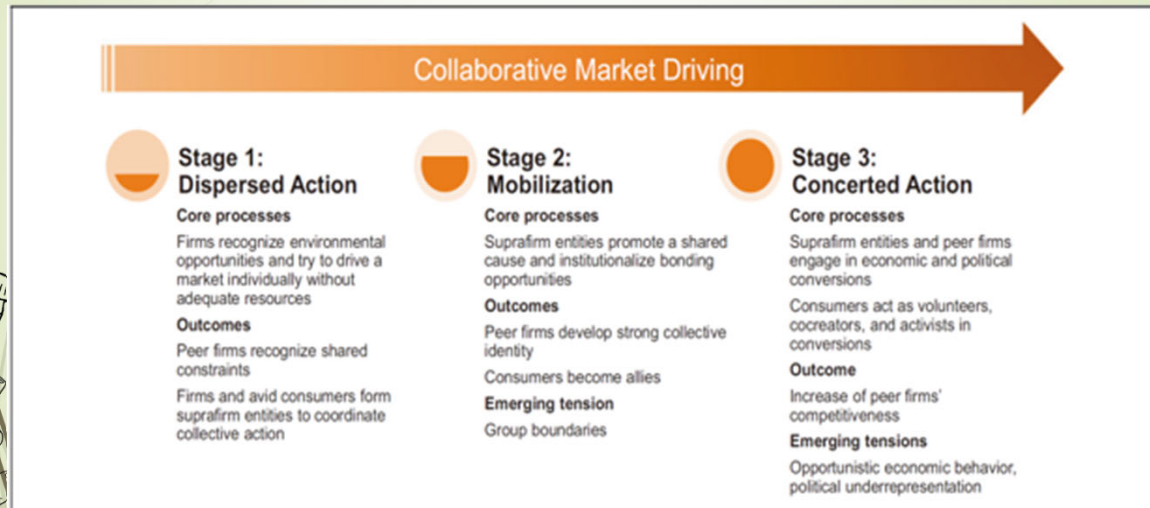 Collaborative Market Driving
Stage 1:
Dispersed Action
Core processes
Firms recognize environmental
opportunities and try to drive a
market individually without
adequate resources
Outcomes
Peer firms recognize shared
constraints
Firms and avid consumers form
suprafirm entities to coordinate
collective action
Stage 2:
Mobilization
Core processes
Suprafirm entities promote a shared
cause and institutionalize bonding
opportunities
Outcomes
Peer firms develop strong collective
identity
Consumers become allies
Emerging tension
Group boundaries
Stage 3:
Concerted Action
Core processes
Suprafirm entities and peer firms
engage in economic and political
conversions
Consumers act as volunteers,
cocreators, and activists in
conversions
Outcome
Increase of peer firms'
competitiveness
Emerging tensions
Opportunistic economic behavior,
political underrepresentation